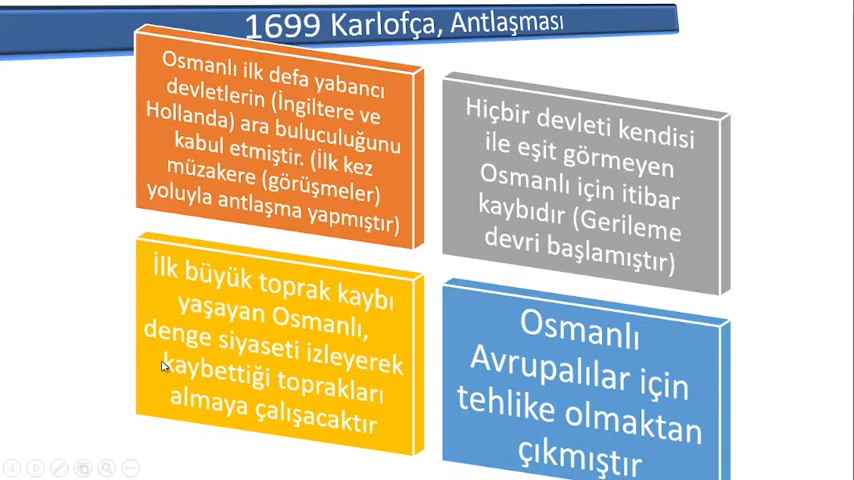 1699 Karlofça, Antlaşması
Osmanlı ilk defa yabancı
devletlerin (İngiltere ve
Hollanda) ara buluculuğunu
kabul etmiştir. (İlk kez
müzakere (görüşmeler)
yoluyla antlaşma yapmıştır)
Hiçbir devleti kendisi
ile eşit görmeyen
Osmanlı için itibar
kaybıdır (Gerileme
devri başlamıştır)
İlk büyük toprak kaybı
yaşayan Osmanlı,
denge siyaseti izleyerek
kaybettiği toprakları
almaya çalışacaktır
Osmanlı
Avrupalılar için
tehlike olmaktan
çıkmıştır